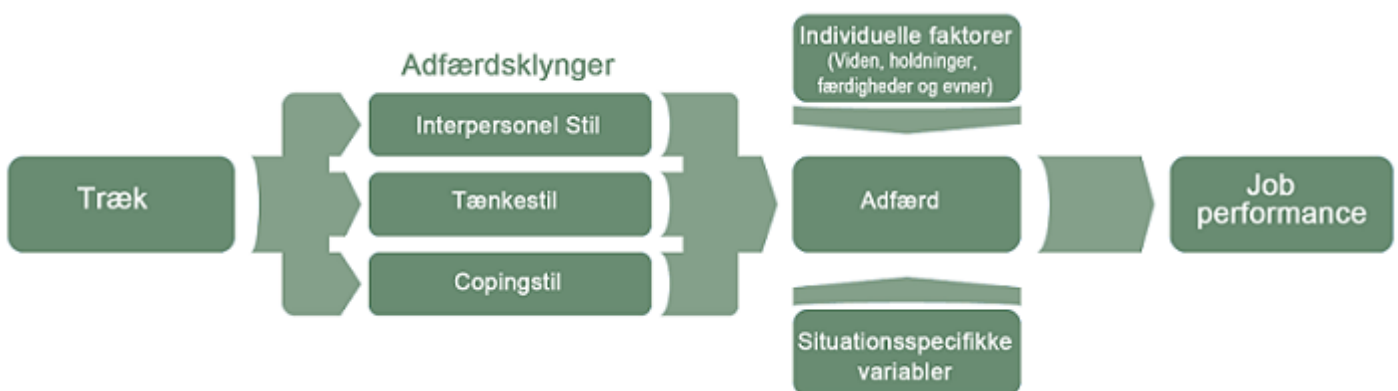 Individuelle faktorer
(Viden, holdninger,
færdigheder og evner)
Adfærdsklynger
Interpersonel Stil
Træk
Tænkestil
Adfærd
Job
performance
Copingstil
Situationsspecifikke
variabler